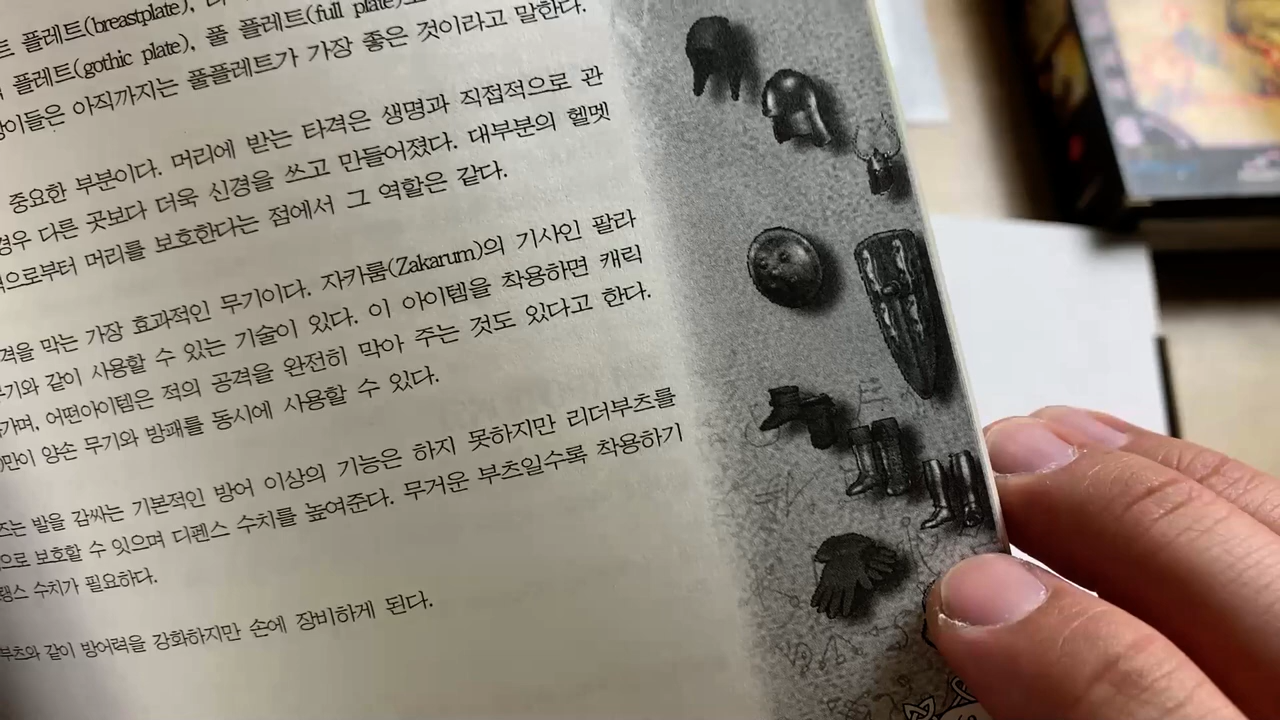 플레트(breastplate),
플레트(gothic plate), 풀 플레트(full plate)
이들은 아직까지는 풀플레트가 가장 좋은 것이라고 말한다.
중요한 부분이다. 머리에 받는 타격은 생명과 직접적으로 관
경우 다른 곳보다 더욱 신경을 쓰고 만들어졌다. 대부분의 헬멧
으로부터 머리를 보호한다는 점에서 그 역할은 같다.
격을 막는 가장 효과적인 무기이다. 자카룸(Zakarum)의 기사인 팔라
무기와 같이 사용할 수 있는 기술이 있다. 이 아이템을 착용하면 캐릭
가며, 어떤아이템은 적의 공격을 완전히 막아 주는 것도 있다고 한다.
만이 양손 무기와 방패를 동시에 사용할 수 있다.
즈는 발을 감싸는 기본적인 방어 이상의 기능은 하지 못하지만 리더부츠를
으로 보호할 수 잇으며 디펜스 수치를 높여준다. 무거운 부츠일수록 착용하기
수치가 필요하다.
부츠와 같이 방어력을 강화하지만 손에 장비하게 된다.